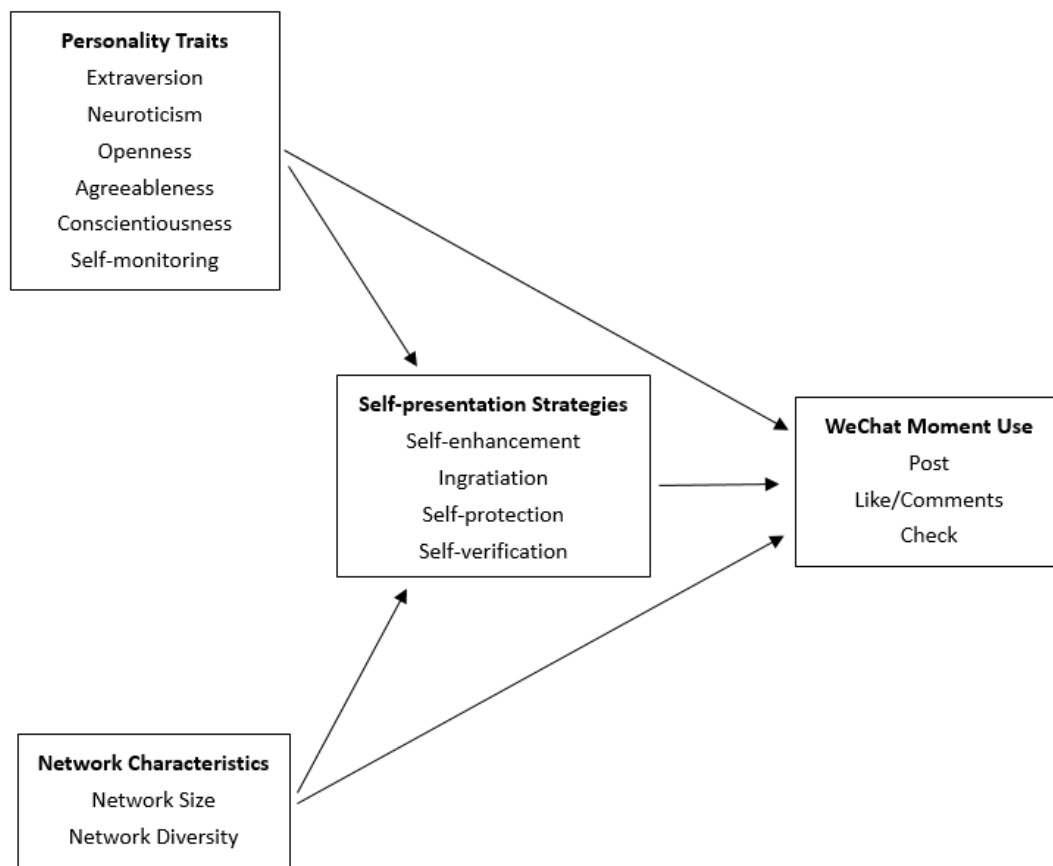 Personality Traits
Extraversion
Neuroticism
Openness
Agreeableness
Conscientiousness
Self-monitoring
Self-presentation Strategies
Self-enhancement
Ingratiation
Self-protection
Self-verification
WeChat Moment Use
Post
Like/Comments
Check
Network Characteristics
Network Size
Network Diversity